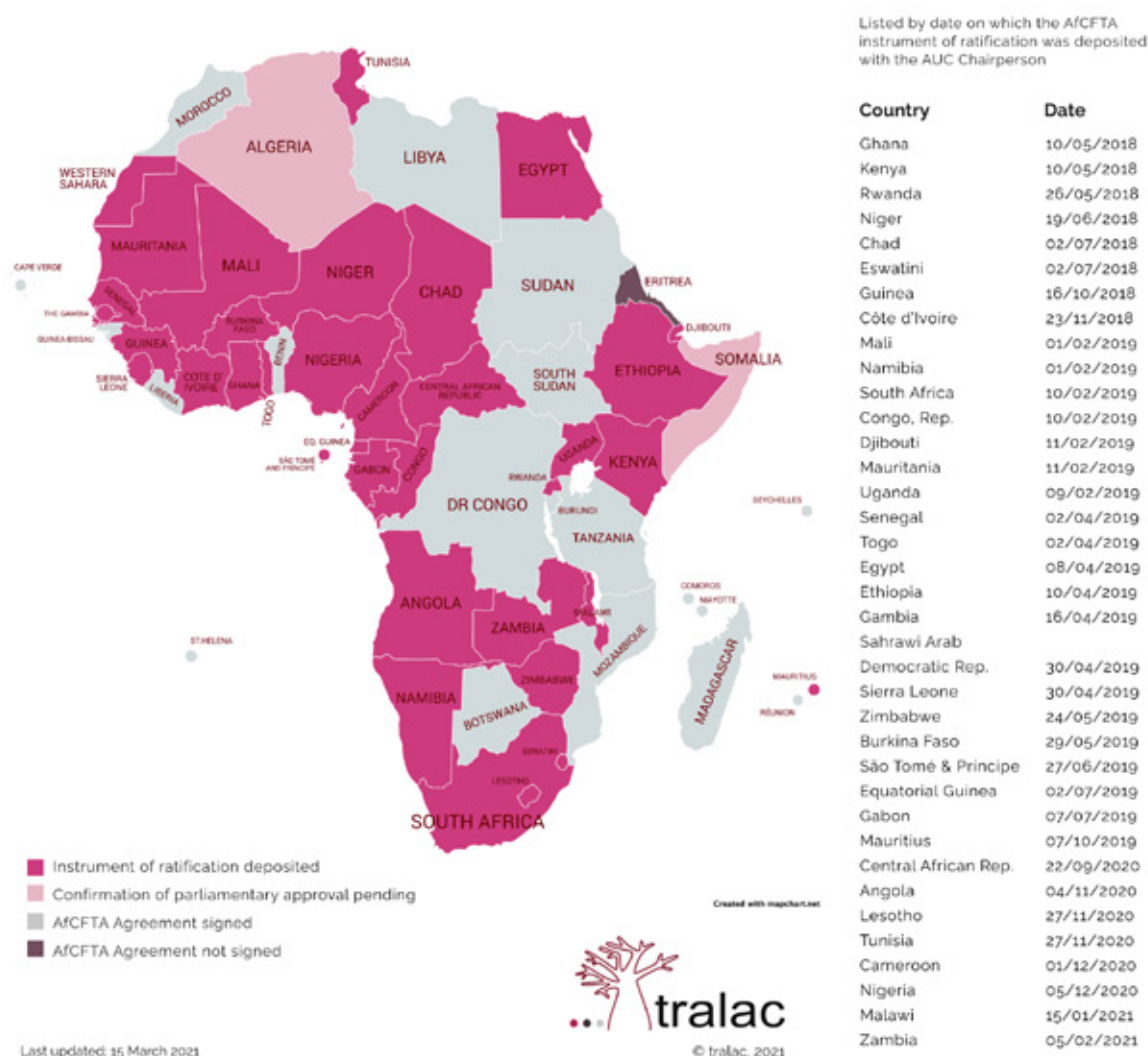 Listed by date on which the AfCFTA
instrument of ratification was deposited
with the AUC Chairperson
Country Date
Ghana 10/05/2018
Kenya 10/05/2018
Rwanda 26/05/2018
Niger 19/06/2018
Chad 02/07/2018
Eswatini 02/07/2018
Guinea 16/10/2018
Côte d'Ivoire 23/11/2018
Mali 01/02/2019
Namibia 01/02/2019
South Africa 10/02/2019
Congo, Rep. 10/02/2019
Djibouti 11/02/2019
Mauritania 11/02/2019
Uganda 09/02/2019
Senegal 02/04/2019
Togo 02/04/2019
Egypt 08/04/2019
Ethiopia 10/04/2019
Gambia 16/04/2019
Sahrawi Arab
Democratic Rep. 30/04/2019
Sierra Leone 30/04/2019
Zimbabwe 24/05/2019
Burkina Faso 29/05/2019
São Tomé & Principe 27/06/2019
Equatorial Guinea 02/07/2019
Gabon 07/07/2019
Mauritius 07/10/2019
Central African Rep. 22/09/2020
Angola 04/11/2020
Lesotho 27/11/2020
Tunisia 27/11/2020
Cameroon 01/12/2020
Nigeria 05/12/2020
Malawi 15/01/2021
Zambia 05/02/2021
TUNISIA
MOROCCO
ALGERIA
LIBYA
EGYPT
WESTERN
SAHARA
MAURITANIA
MALI
NIGER
CHAD
SUDAN
ERITREA
CAPE VERDE
SENEGAL
THE GAMBIA
GUINEA-BISSAU
GUINEA
BURKINA
FASO
BENIN
NIGERIA
DJIBOUTI
SOMALIA
ETHIOPIA
SOUTH
SUDAN
SIERRA
LEONE
LIBERIA
COTE D'
IVOIRE
GHANA
TOGO
CAMEROON
CENTRAL AFRICAN
REPUBLIC
EQ. GUINEA
SÃO TOME
AND PRINCIPE
GABON
CONGO
UGANDA
KENYA
RWANDA
BURUNDI
DR CONGO
TANZANIA
SEYCHELLES
COMOROS
MAYOTTE
ANGOLA
ZAMBIA
MALAWI
MOZAMBIQUE
MADAGASCAR
ST.HELENA
MAURITIUS
REUNION
NAMIBIA
ZIMBABWE
BOTSWANA
ESWATINI
LESOTHO
SOUTH AFRICA
Instrument of ratification deposited
Confirmation of parliamentary approval pending
AfCFTA Agreement signed
AfCFTA Agreement not signed
Created with mapchart.net
tralac
Last updated: 15 March 2021
© tralac, 2021